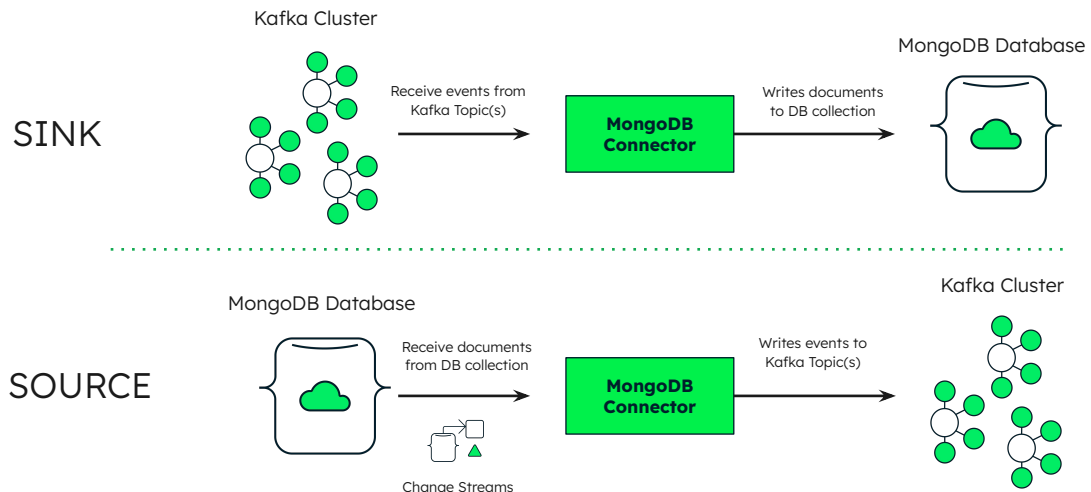 Kafka Cluster
MongoDB Database
SINK
Receive events from
Kafka Topic(s)
MongoDB
Connector
Writes documents
to DB collection
MongoDB Database
Kafka Cluster
SOURCE
Receive documents
from DB collection
Change Streams
MongoDB
Connector
Writes events to
Kafka Topic(s)